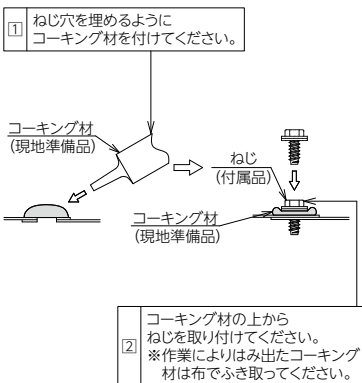 1 ねじ穴を埋めるように
コーキング材を付けてください。
コーキング材
(現地準備品)
ねじ
(付属品)
コーキング材
(現地準備品)
2 コーキング材の上から
ねじを取り付けてください。
※作業によりはみ出たコーキング
材は布でふき取ってください。